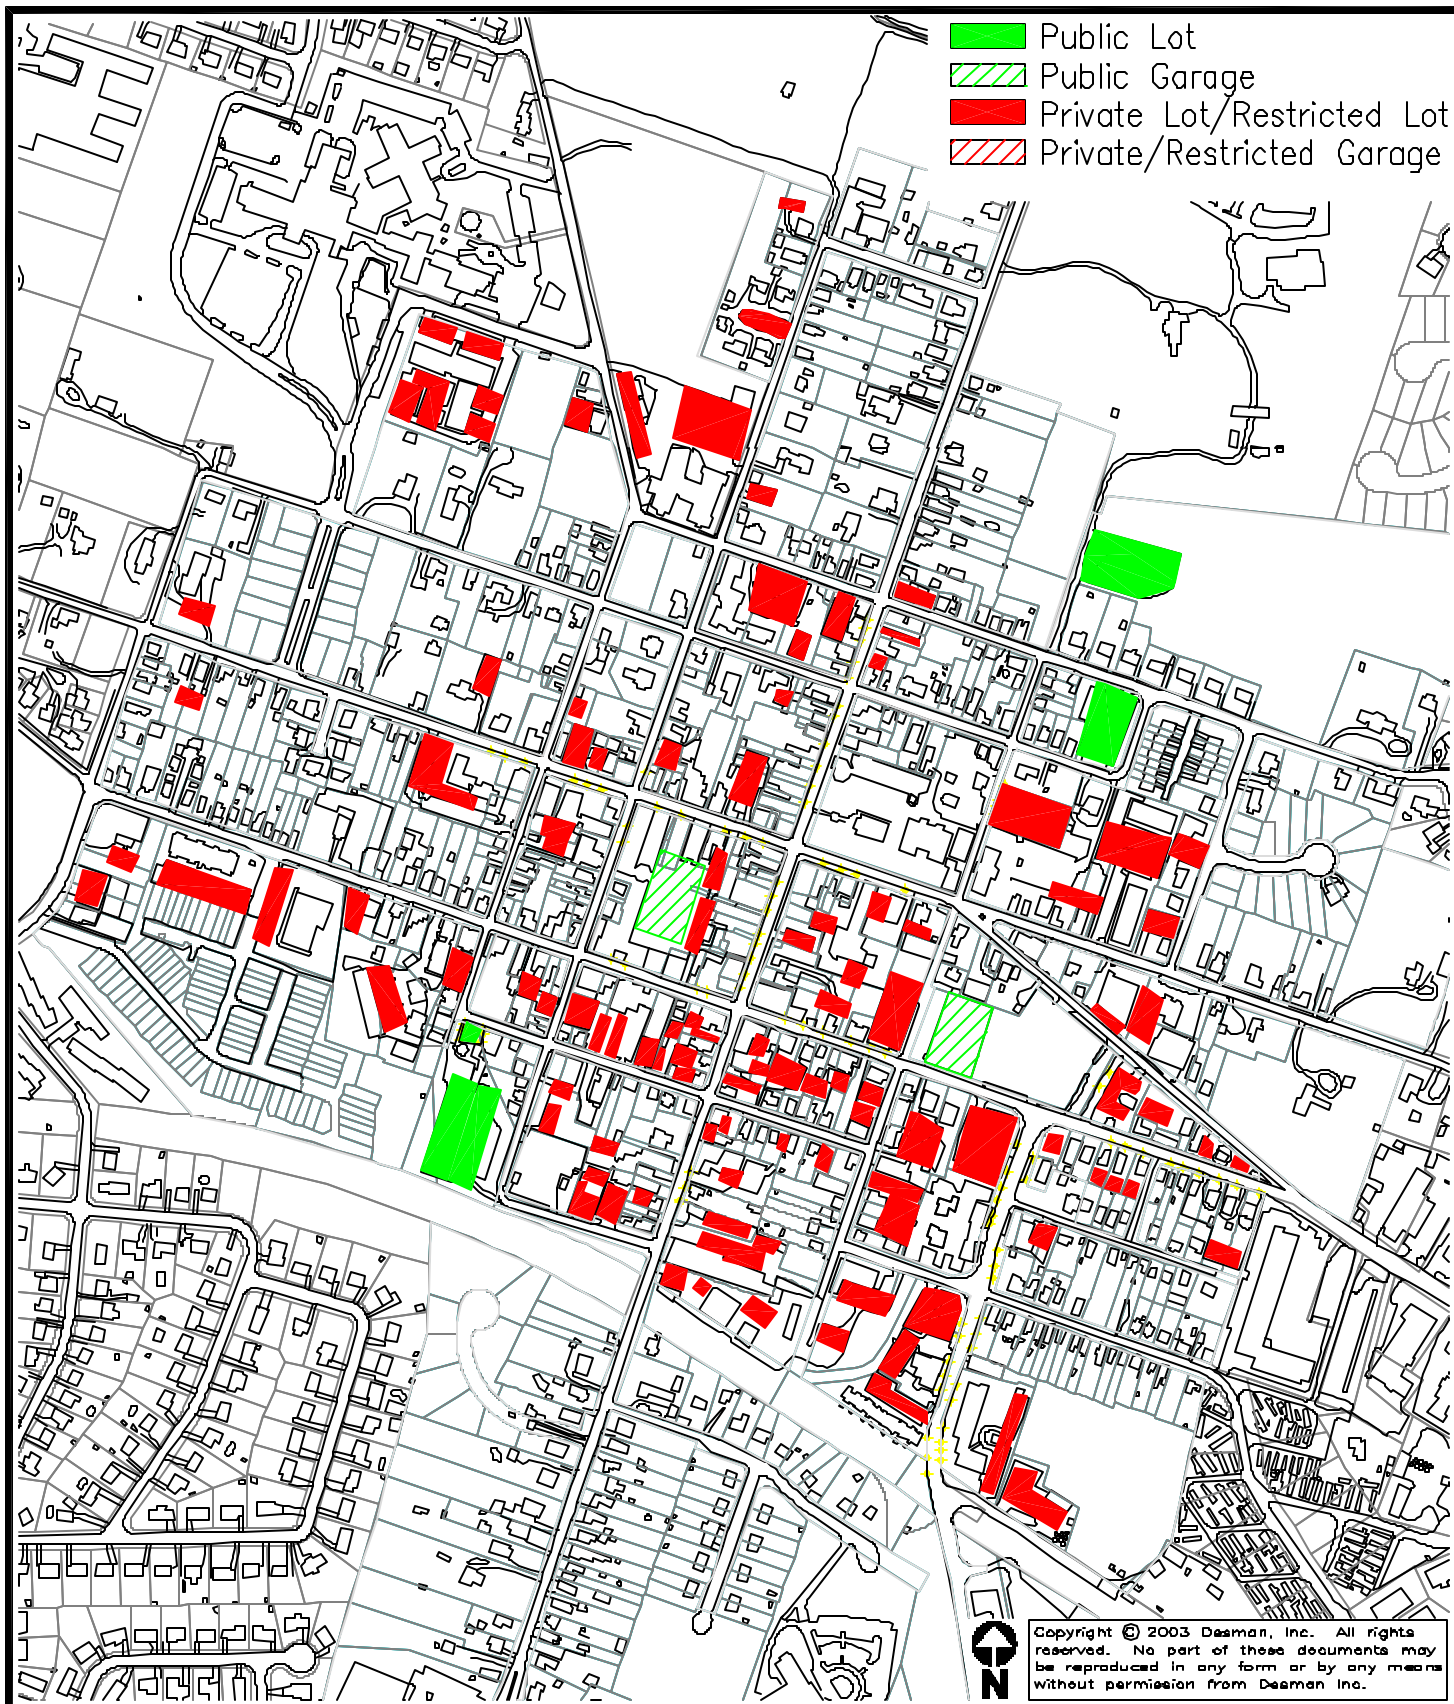 Public Lot
Public Garage
Private Lot/Restricted Lot
Private/Restricted Garage
N
Copyright © 2003 Desman, Inc. All rights
reserved. No part of these documents may
be reproduced in any form or by any means
without permission from Desman Inc.